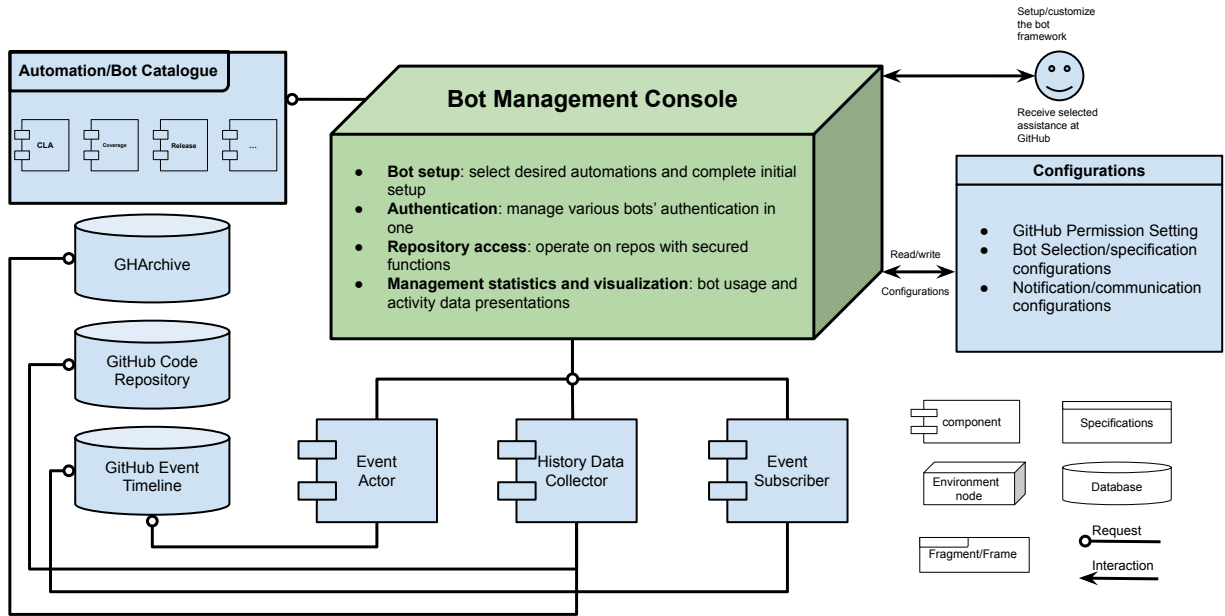 Automation/Bot Catalogue
CLA
Coverage
Release
...
Bot Management Console
● Bot setup: select desired automations and complete initial
setup
● Authentication: manage various bots' authentication in
one
● Repository access: operate on repos with secured
functions
● Management statistics and visualization: bot usage and
activity data presentations
Setup/customize
the bot
framework
Receive selected
assistance at
GitHub
Read/write
Configurations
Configurations
● GitHub Permission Setting
● Bot Selection/specification
configurations
● Notification/communication
configurations
GHArchive
GitHub Code
Repository
GitHub Event
Timeline
Event
Actor
History Data
Collector
Event
Subscriber
component
Specifications
Environment
node
Database
Fragment/Frame
Request
Interaction